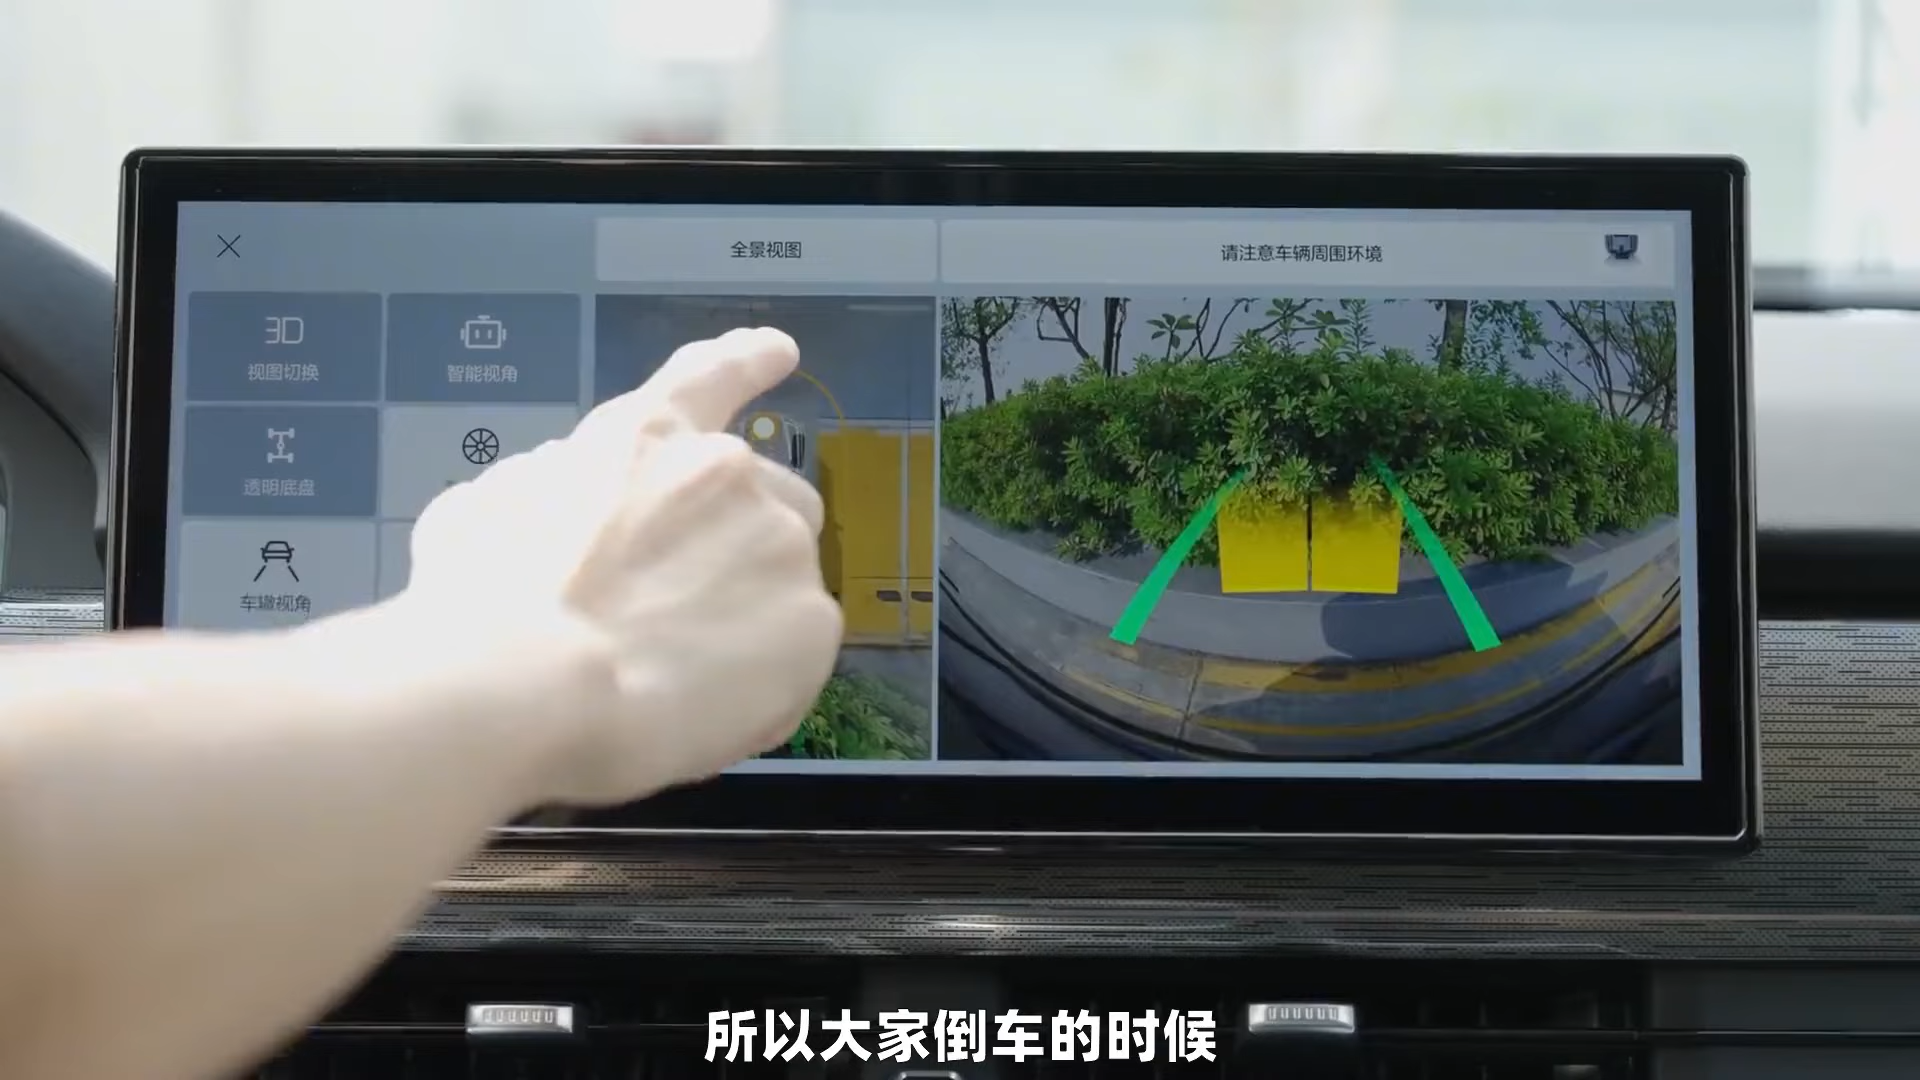 全景视图
请注意车辆周围环境
3D
视图切换
智能视角
透明底盘
车辙视角
所以大家倒车的时候